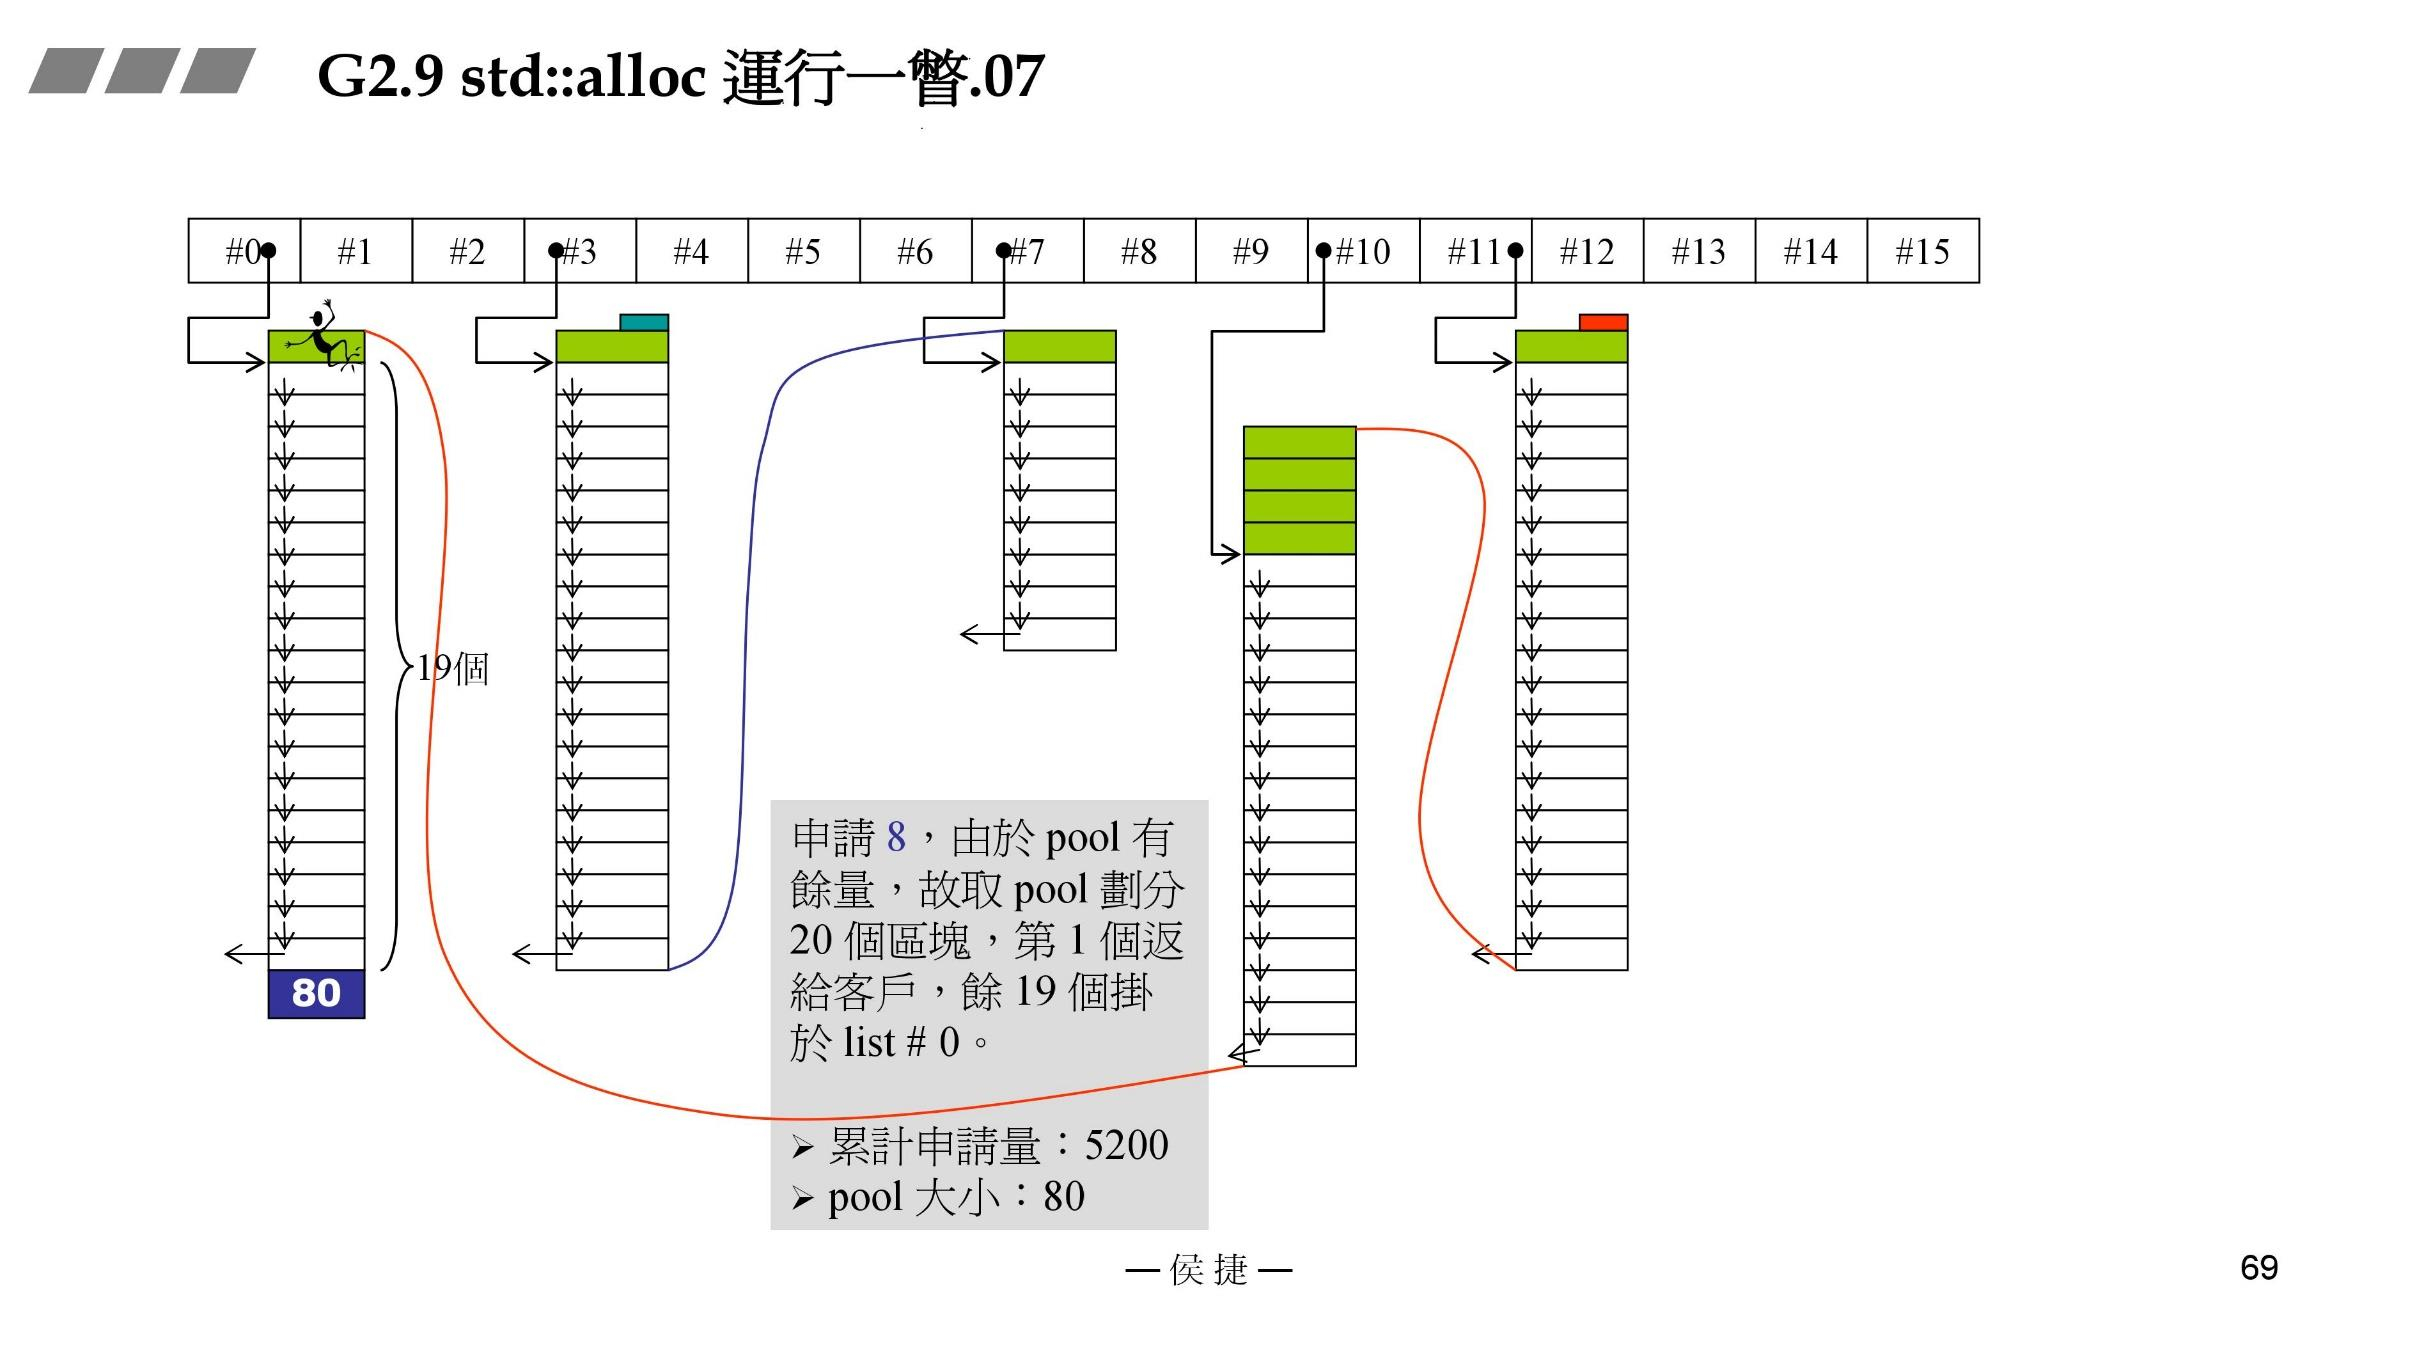 G2.9 std::alloc 運行一瞥.07
#0 #1 #2 #3 #4 #5 #6 #7 #8 #9 #10 #11 #12 #13 #14 #15
19個
80
申請 8，由於 pool 有
餘量，故取 pool 劃分
20 個區塊，第 1 個返
給客戶，餘 19 個掛
於 list # 0。
➢ 累計申請量：5200
➢ pool 大小：80
— 侯 捷 —
69